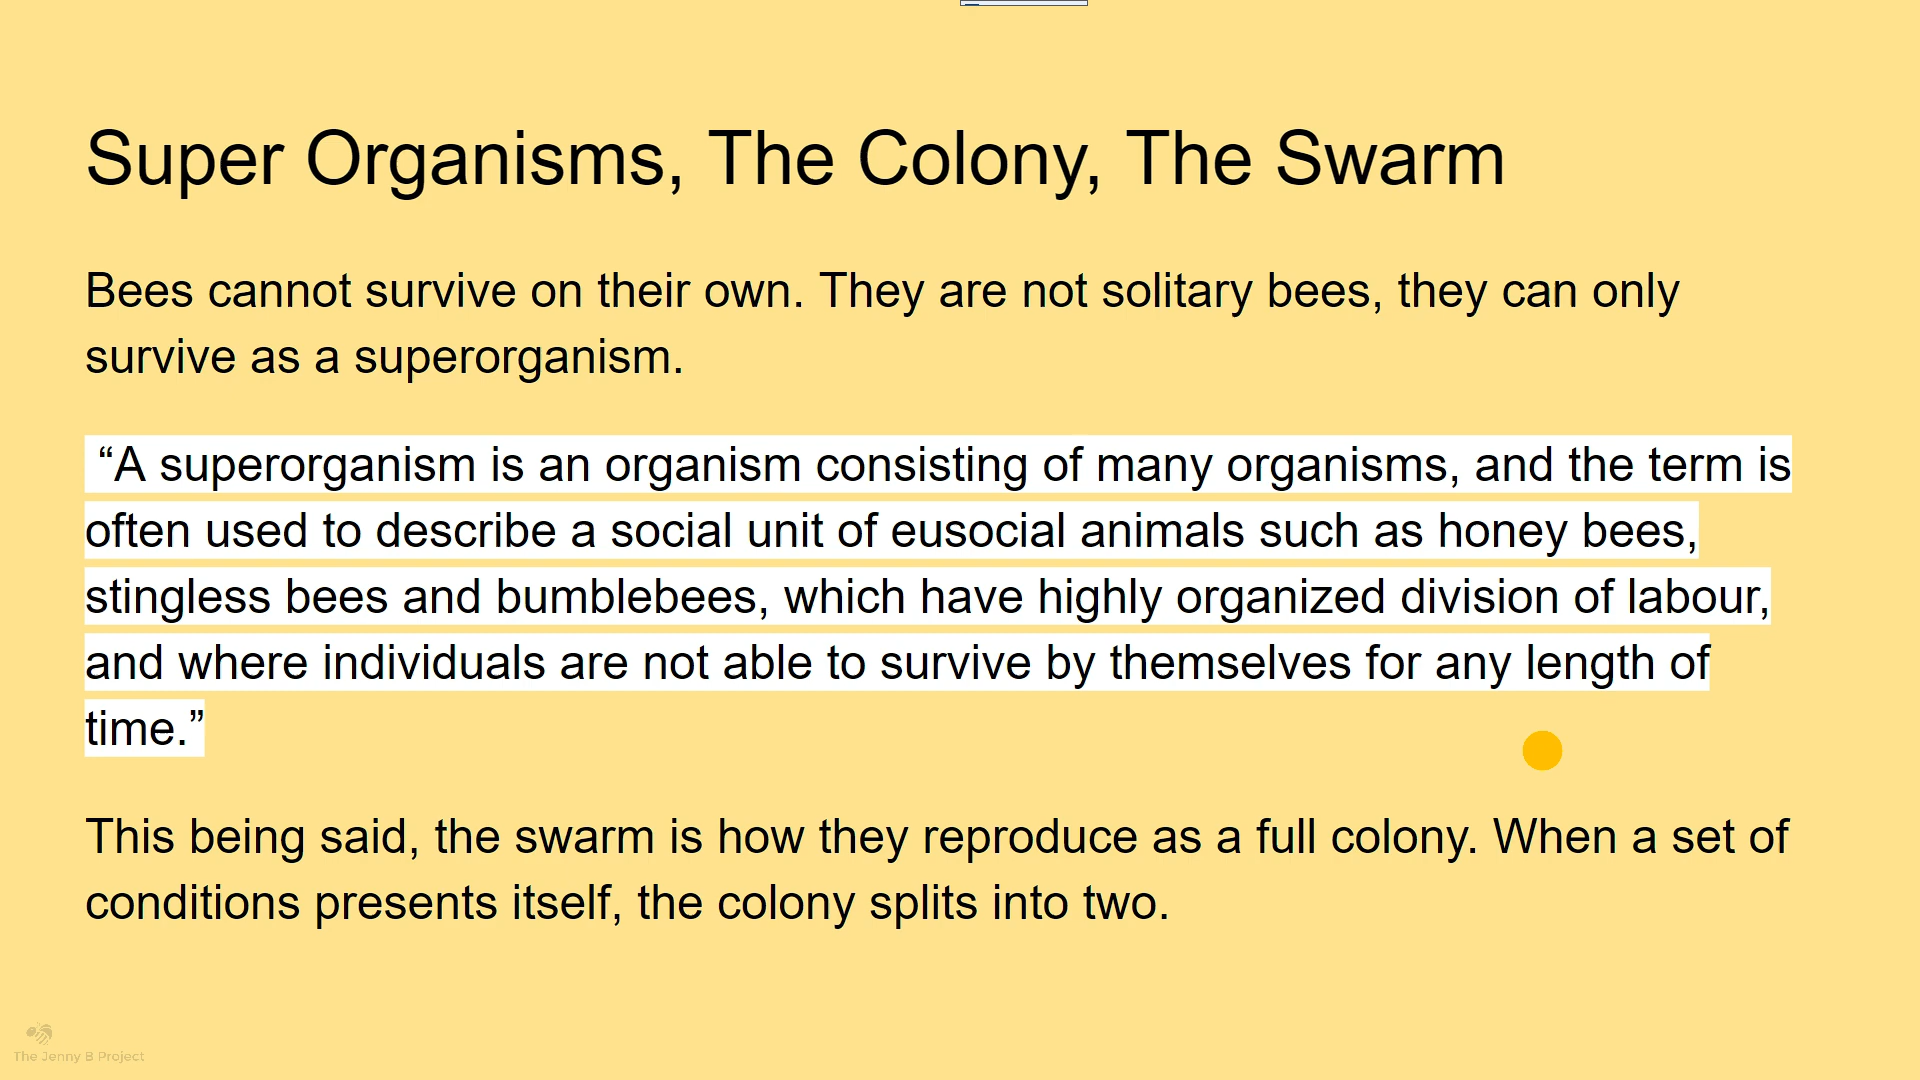 Super Organisms, The Colony, The Swarm
Bees cannot survive on their own. They are not solitary bees, they can only
survive as a superorganism.
“A superorganism is an organism consisting of many organisms, and the term is
often used to describe a social unit of eusocial animals such as honey bees,
stingless bees and bumblebees, which have highly organized division of labour,
and where individuals are not able to survive by themselves for any length of
time.”
This being said, the swarm is how they reproduce as a full colony. When a set of
conditions presents itself, the colony splits into two.
The Jenny B Project